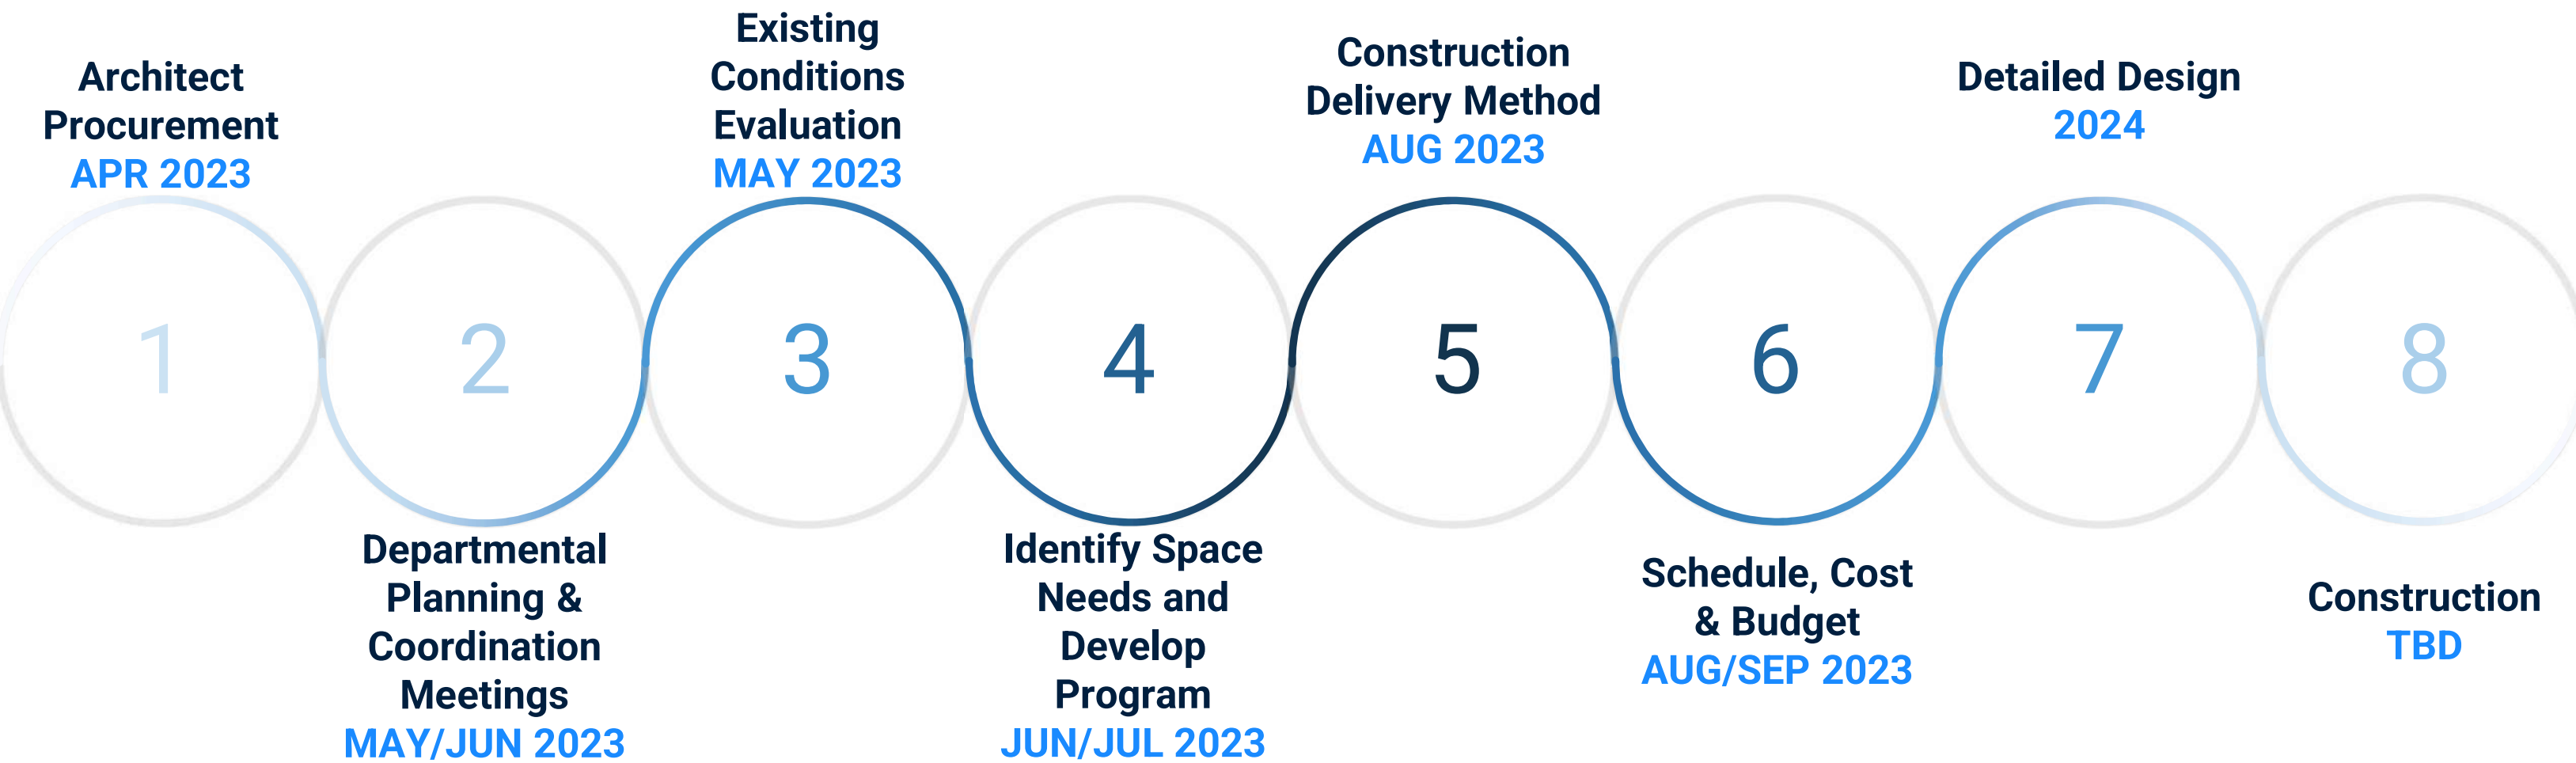 Architect
Procurement
APR 2023
1
2
Departmental
Planning &
Coordination
Meetings
MAY/JUN 2023
Existing
Conditions
Evaluation
MAY 2023
3
4
Identify Space
Needs and
Develop
Program
JUN/JUL 2023
Construction
Delivery Method
AUG 2023
5
6
Schedule, Cost
& Budget
AUG/SEP 2023
Detailed Design
2024
7
8
Construction
TBD